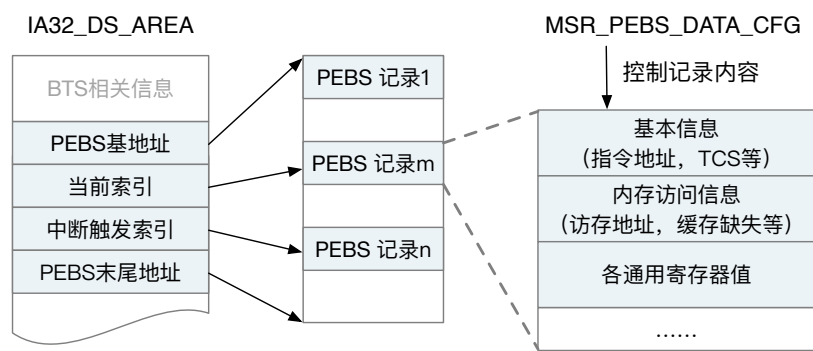 IA32_DS_AREA
BTS相关信息
PEBS基地址
当前索引
中断触发索引
PEBS末尾地址
PEBS 记录1
PEBS 记录m
PEBS 记录n
MSR_PEBS_DATA_CFG
控制记录内容
基本信息
（指令地址，TCS等）
内存访问信息
（访存地址，缓存缺失等）
各通用寄存器值
……